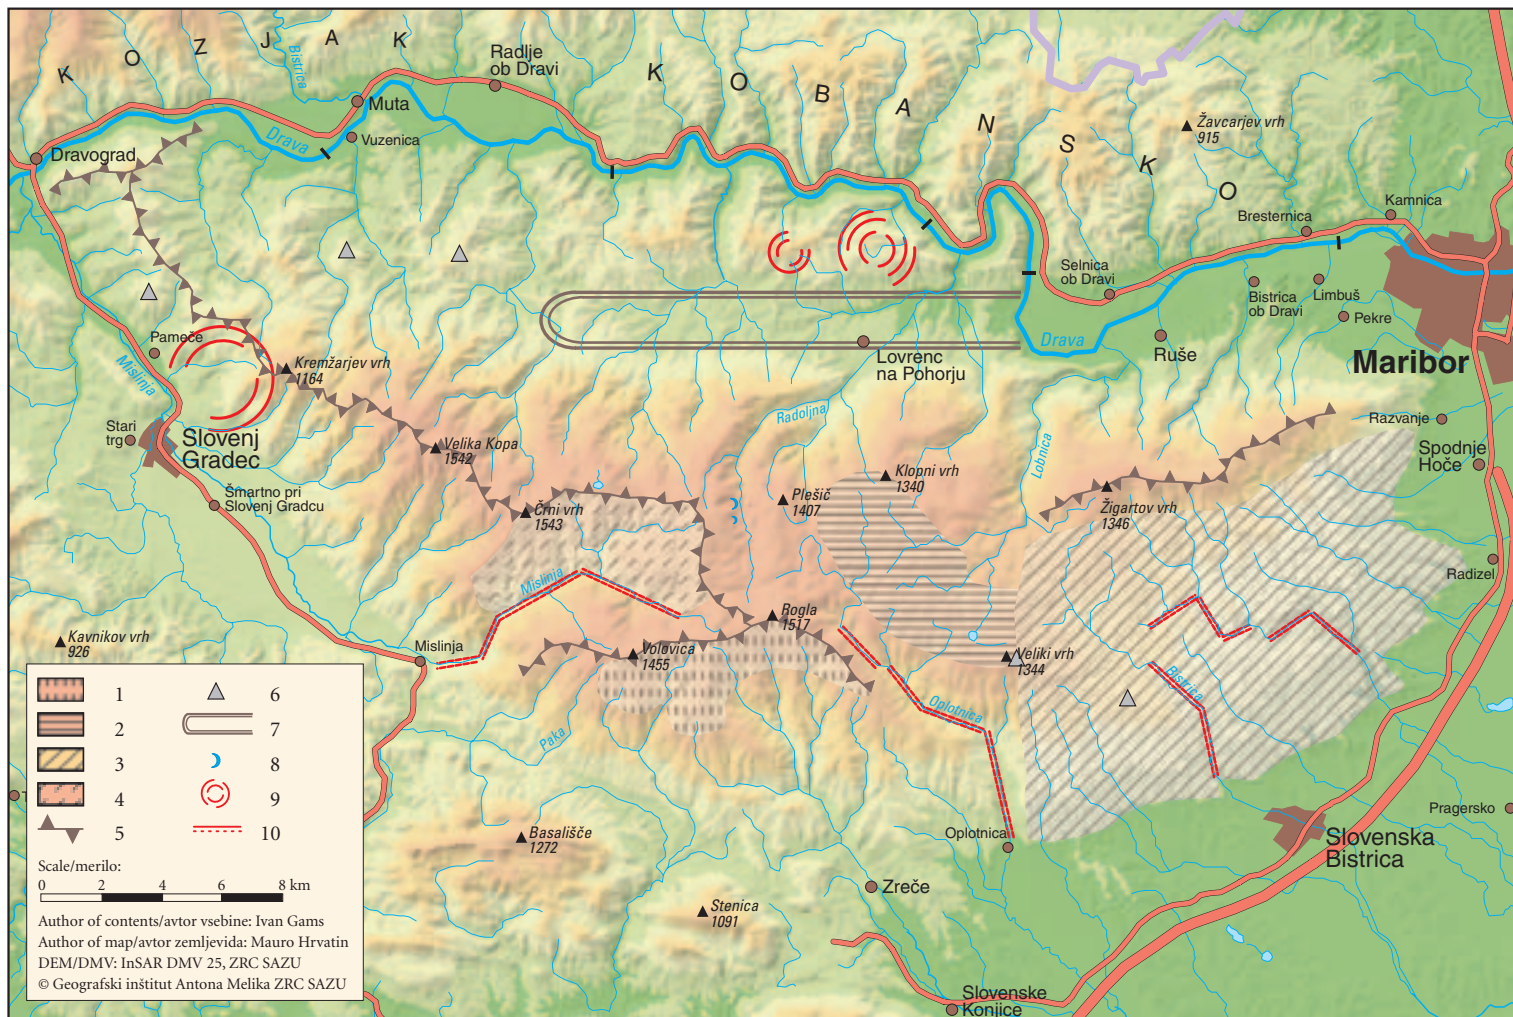 K O Z J A K
Bistrica
Radlje
ob Dravi
K O B A N S K O
Muta
Drava
Vuzenica
Dravograd
Žavcarjev vrh
915
Kamnica
Bresternica
Selnica
ob Dravi
Bistrica
ob Dravi
Limbuš
Pekre
Drava
Ruše
Maribor
Lovrenc
na Pohorju
Pameče
Mislinja
Kremžarjev vrh
1164
Radoljna
Razvanje
Stari
trg
Slovenj
Gradec
Velika Kopa
1542
Lobnica
Spodnje
Hoče
Klopni vrh
1340
Plešič
1407
Šmartno pri
Slovenj Gradcu
Črni vrh
1543
Žigartov vrh
1346
Radizel
Mislinja
Rogla
1517
Kavnikov vrh
926
Mislinja
Volovica
1455
Veliki vrh
1344
Bistrica
Oplotnica
Paka
1
2
3
4
5
6
7
8
9
10
T
Pragersko
Basališče
1272
Oplotnica
Slovenska
Bistrica
Zreče
Stenica
1091
Slovenske
Konjice
Scale/merilo:
0 2 4 6 8 km
Author of contents/avtor vsebine: Ivan Gams
Author of map/avtor zemljevida: Mauro Hrvatin
DEM/DMV: InSAR DMV 25, ZRC SAZU
© Geografski inštitut Antona Melika ZRC SAZU